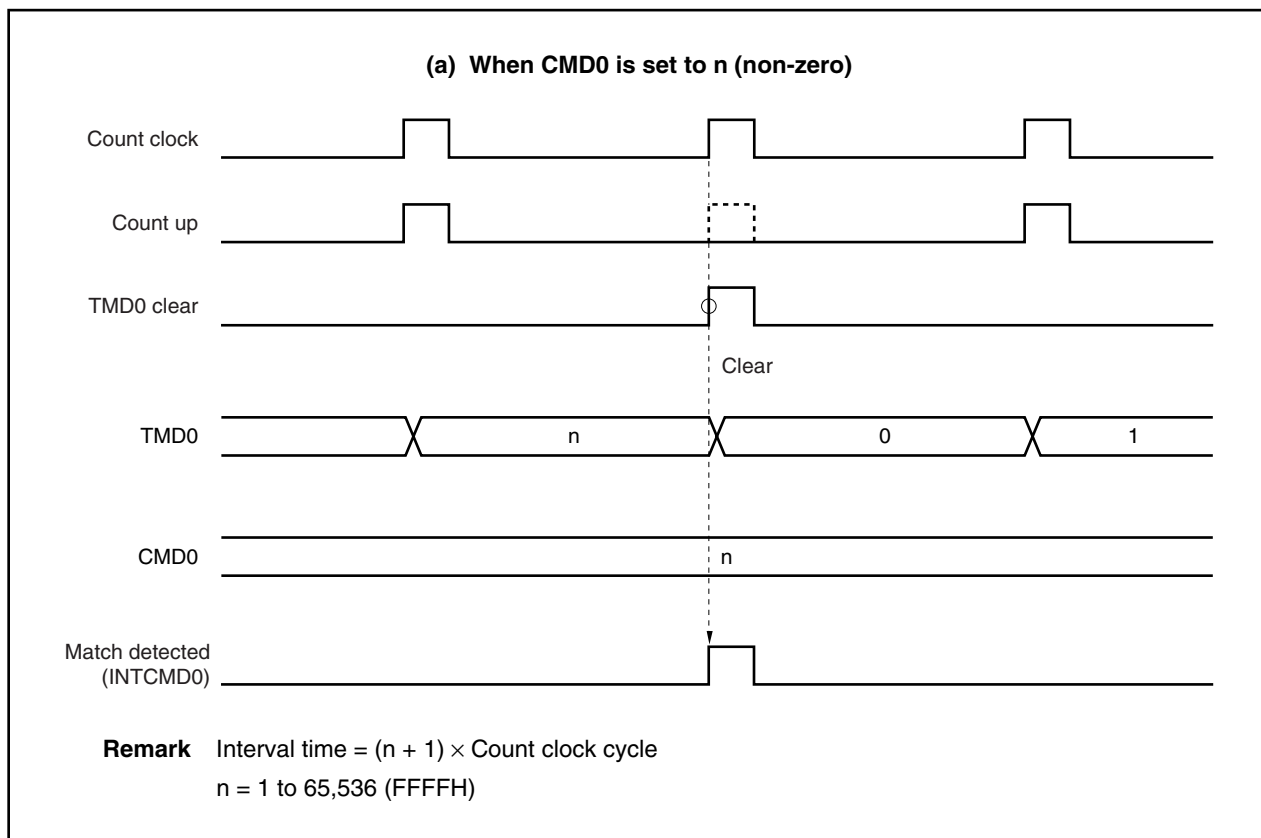 (a) When CMD0 is set to n (non-zero)
Count clock
Count up
TMD0 clear
Clear
TMD0
n
0
1
CMD0
n
Match detected
(INTCMD0)
Remark Interval time = (n + 1) × Count clock cycle
n = 1 to 65,536 (FFFFH)